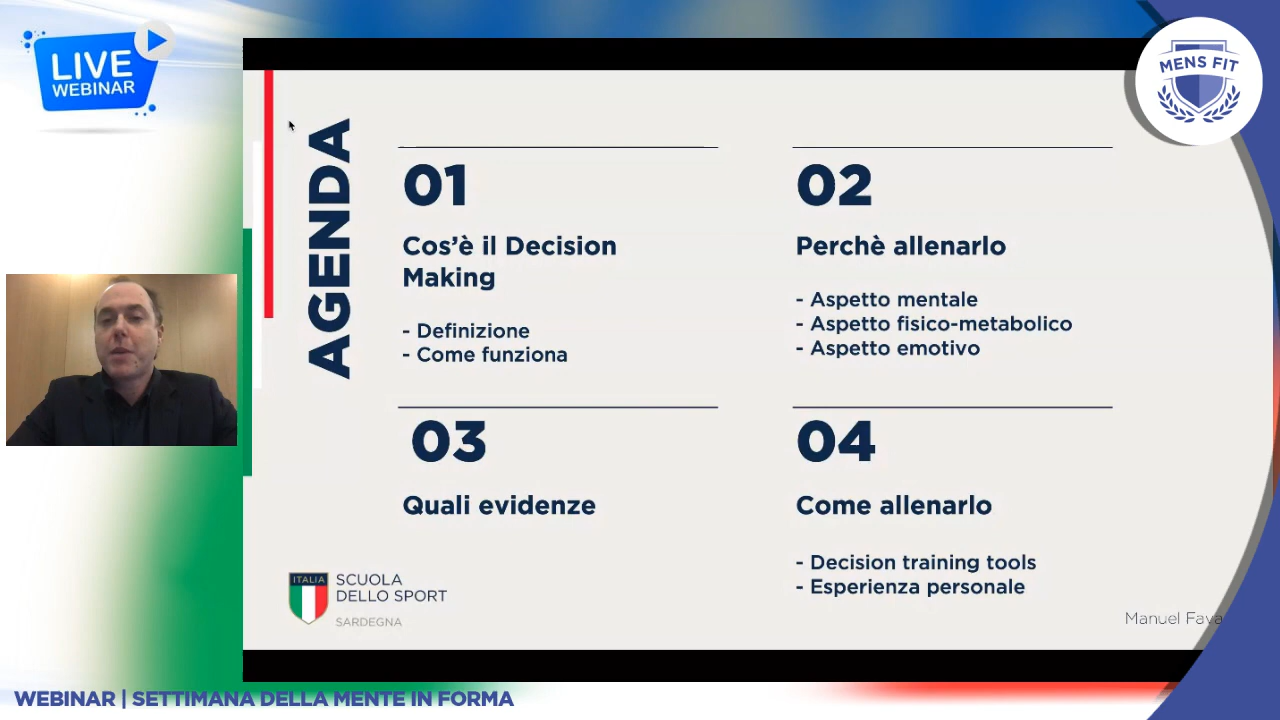 LIVE
WEBINAR
MENS FIT
AGENDA
01
Cos’è il Decision
Making
- Definizione
- Come funziona
02
Perchè allenarlo
- Aspetto mentale
- Aspetto fisico-metabolico
- Aspetto emotivo
03
Quali evidenze
04
Come allenarlo
- Decision training tools
- Esperienza personale
ITALIA
SCUOLA
DELLO SPORT
SARDEGNA
Manuel Fava
WEBINAR | SETTIMANA DELLA MENTE IN FORMA